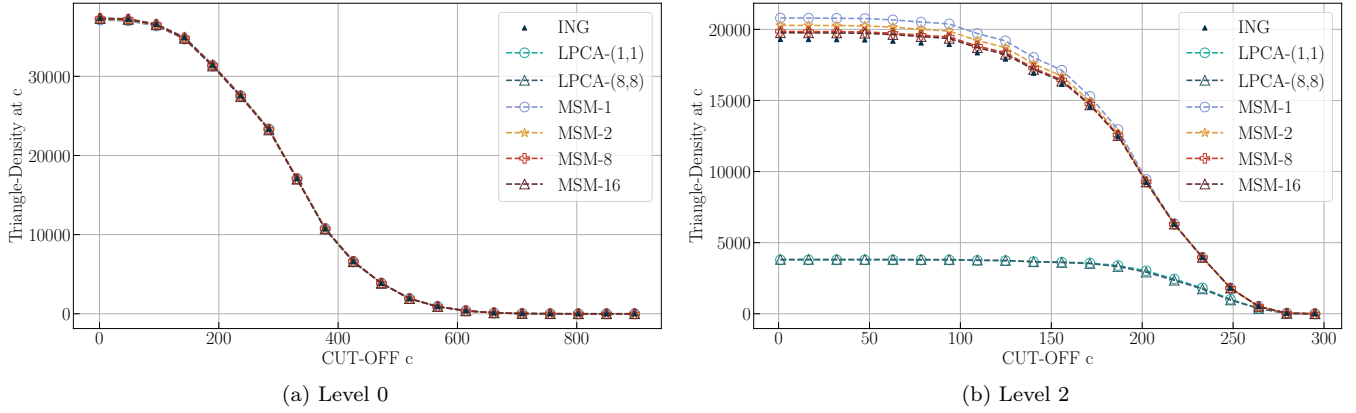 Triangle-Density at c
30000
20000
10000
0
0
200
400
600
800
CUT-OFF c
ING
LPCA-(1,1)
LPCA-(8,8)
MSM-1
MSM-2
MSM-8
MSM-16
(a) Level 0
Triangle-Density at c
20000
15000
10000
5000
0
0
50
100
150
200
250
300
CUT-OFF c
ING
LPCA-(1,1)
LPCA-(8,8)
MSM-1
MSM-2
MSM-8
MSM-16
(b) Level 2